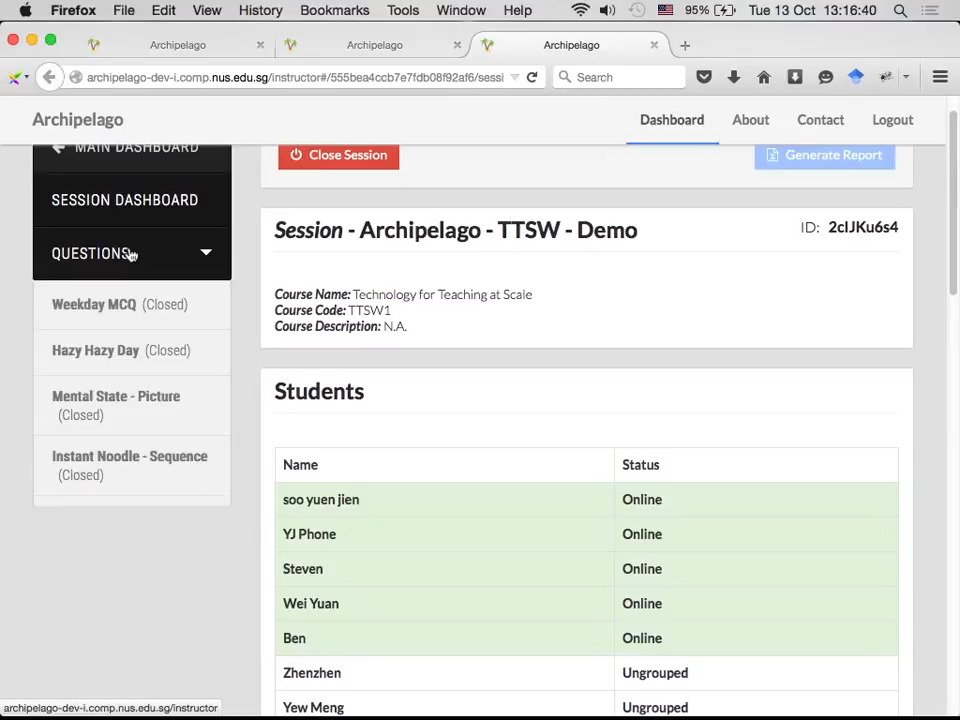 Firefox File Edit View History Bookmarks Tools Window Help 95% Tue 13 Oct 13:16:40
Archipelago Archipelago Archipelago
archipelago-dev-i.comp.nus.edu.sg/instructor#/555bea4ccb7e7fdb08f92af6/sessi Search
Archipelago Dashboard About Contact Logout
MAIN DASHBOARD
Close Session Generate Report
SESSION DASHBOARD
QUESTIONS
Weekday MCQ (Closed)
Hazy Hazy Day (Closed)
Mental State - Picture
(Closed)
Instant Noodle - Sequence
(Closed)
Session - Archipelago - TTSW - Demo ID: 2clJKu6s4
Course Name: Technology for Teaching at Scale
Course Code: TTSW1
Course Description: N.A.
Students
Name Status
soo yuen jien Online
YJ Phone Online
Steven Online
Wei Yuan Online
Ben Online
Zhenzhen Ungrouped
Yew Meng Ungrouped
archipelago-dev-i.comp.nus.edu.sg/instructor